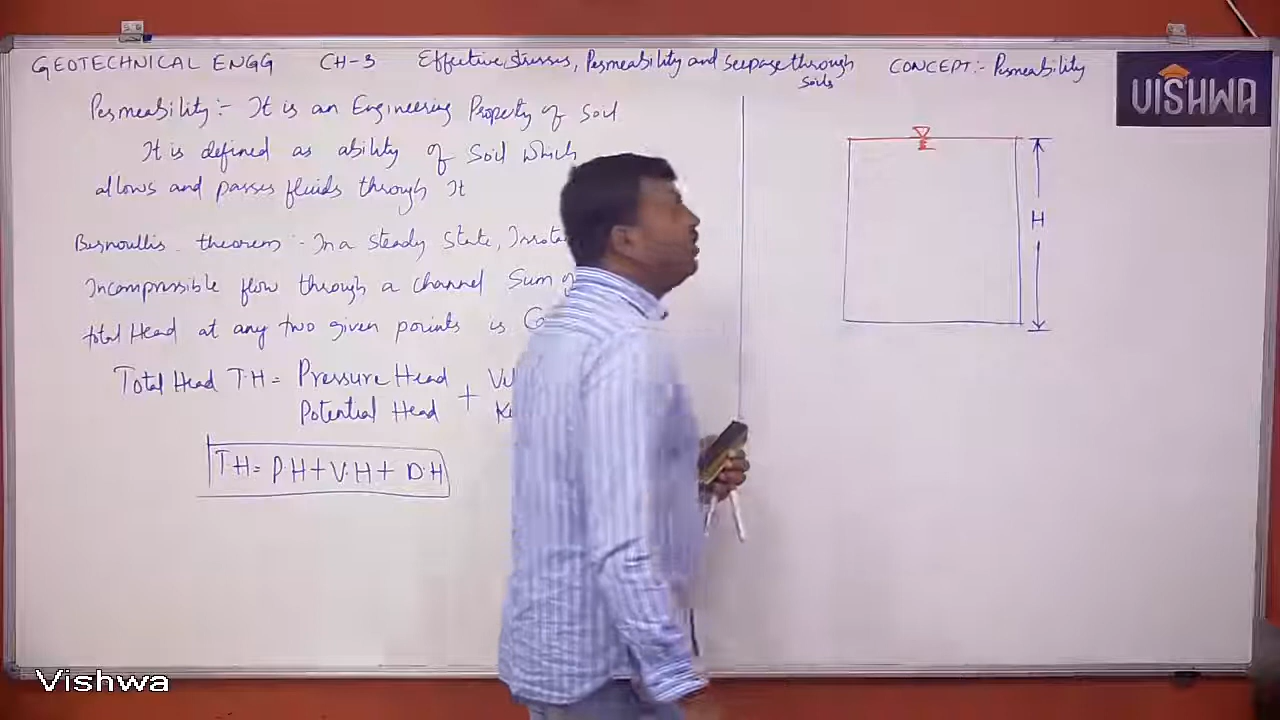 GEOTECHNICAL ENGG CH-3 Effective stresses, Permeability and Seepage through Soils CONCEPT:- Permeability
VISHWA
Permeability:- It is an Engineering Property of Soil
It is defined as ability of Soil which
allows and passes fluids through It
Bernoullis theorem:- In a Steady State,
Incompressible flow through a channel Sum of
total Head at any two given points is
Total Head T.H = Pressure Head +
Potential Head
T.H = P.H + V.H + D.H
H
Vishwa